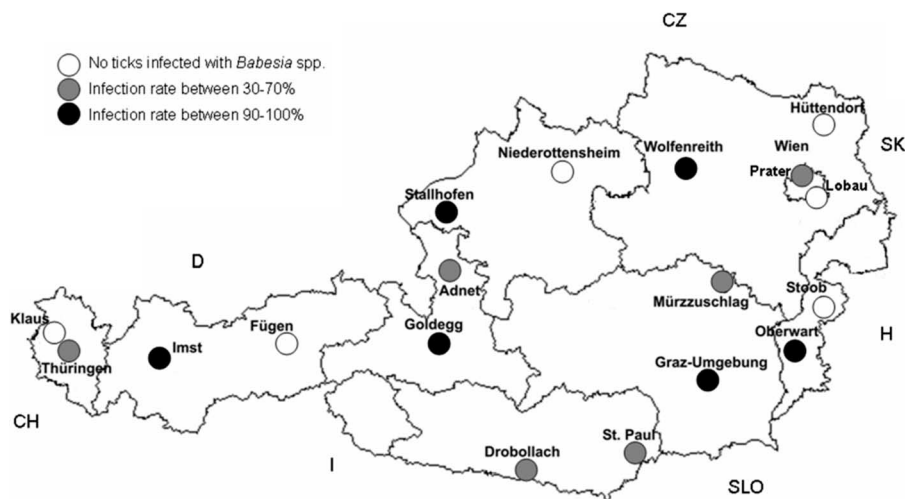 CZ
No ticks infected with Babesia spp.
Infection rate between 30-70%
Infection rate between 90-100%
Hüttendorf
SK
Niederottensheim
Wolfenreith
Wien
Prater
Lobau
Stallhofen
D
Adnet
Mürzzuschlag
Stoob
Klaus
Fügen
Goldegg
Oberwart
H
Imst
Thüringen
Graz-Umgebung
CH
I
Drobollach
St. Paul
SLO